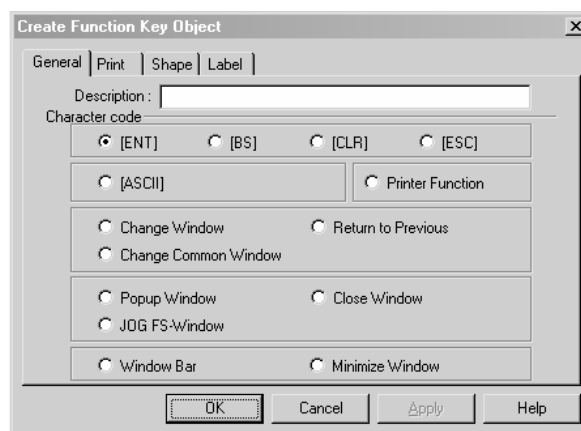 Create Function Key Object
General Print Shape Label
Description :
Character code
[ENT] [BS] [CLR] [ESC]
[ASCII] Printer Function
Change Window Return to Previous
Change Common Window
Popup Window Close Window
JOG FS-Window
Window Bar Minimize Window
OK Cancel Apply Help